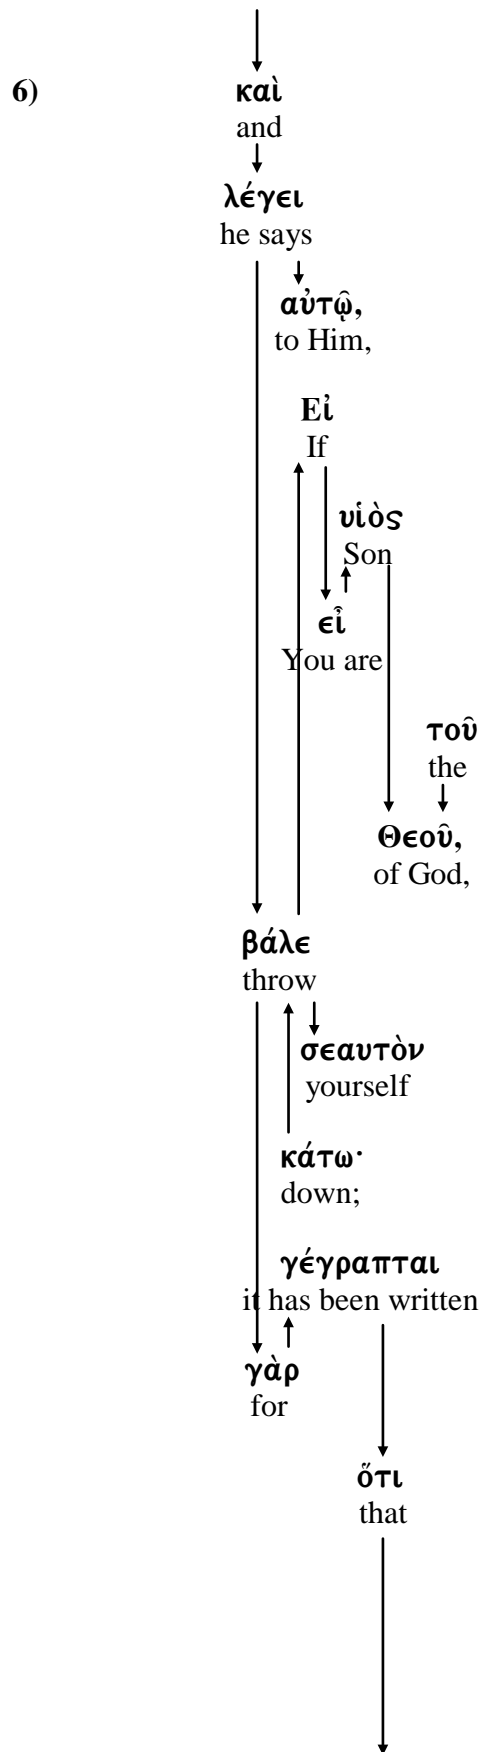 6) καὶ
and
λέγει
he says
αὐτῷ,
to Him,
Εἰ
If
υἱὸς
Son
εἶ
You are
τοῦ
the
Θεοῦ,
of God,
βάλε
throw
σεαυτὸν
yourself
κάτω·
down;
γέγραπται
it has been written
γὰρ
for
ὅτι
that